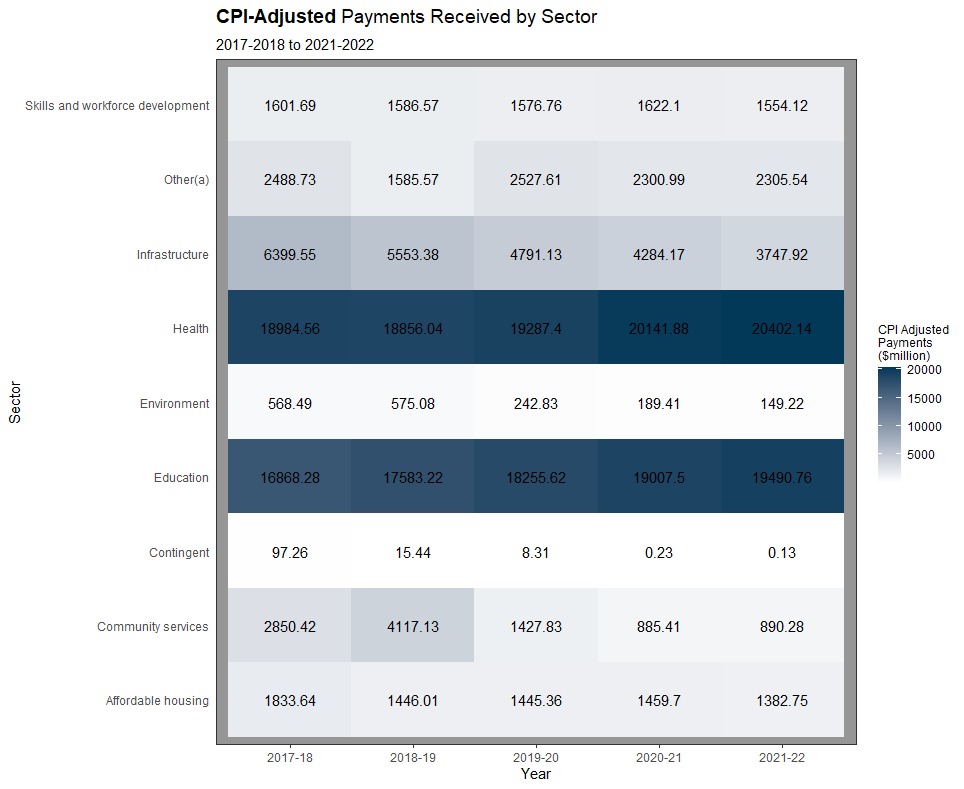 CPI-Adjusted Payments Received by Sector
2017-2018 to 2021-2022
Sector
Skills and workforce development 1601.69 1586.57 1576.76 1622.1 1554.12
Other(a) 2488.73 1585.57 2527.61 2300.99 2305.54
Infrastructure 6399.55 5553.38 4791.13 4284.17 3747.92
Health 18984.56 18856.04 19287.4 20141.88 20402.14
Environment 568.49 575.08 242.83 189.41 149.22
Education 16868.28 17583.22 18255.62 19007.5 19490.76
Contingent 97.26 15.44 8.31 0.23 0.13
Community services 2850.42 4117.13 1427.83 885.41 890.28
Affordable housing 1833.64 1446.01 1445.36 1459.7 1382.75
2017-18 2018-19 2019-20 2020-21 2021-22
Year
CPI Adjusted
Payments
($million)
20000
15000
10000
5000